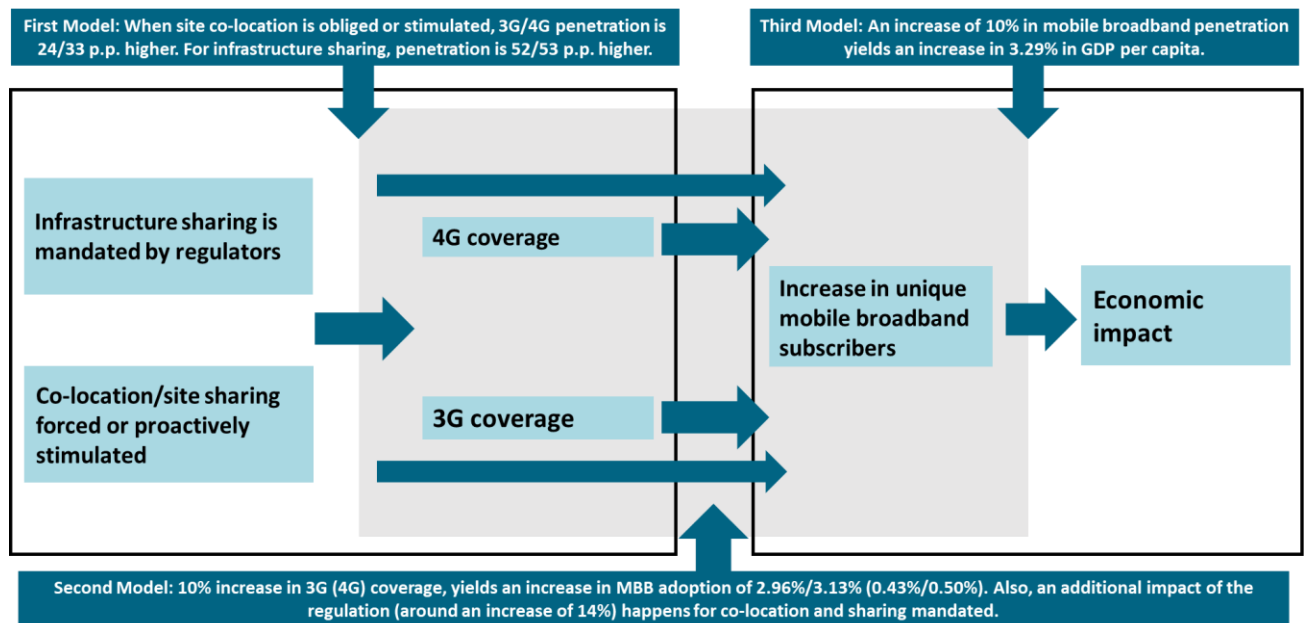 First Model: When site co-location is obliged or stimulated, 3G/4G penetration is
24/33 p.p. higher. For infrastructure sharing, penetration is 52/53 p.p. higher.
Third Model: An increase of 10% in mobile broadband penetration
yields an increase in 3.29% in GDP per capita.
Infrastructure sharing is
mandated by regulators
Co-location/site sharing
forced or proactively
stimulated
4G coverage
3G coverage
Increase in unique
mobile broadband
subscribers
Economic
impact
Second Model: 10% increase in 3G (4G) coverage, yields an increase in MBB adoption of 2.96%/3.13% (0.43%/0.50%). Also, an additional impact of the
regulation (around an increase of 14%) happens for co-location and sharing mandated.